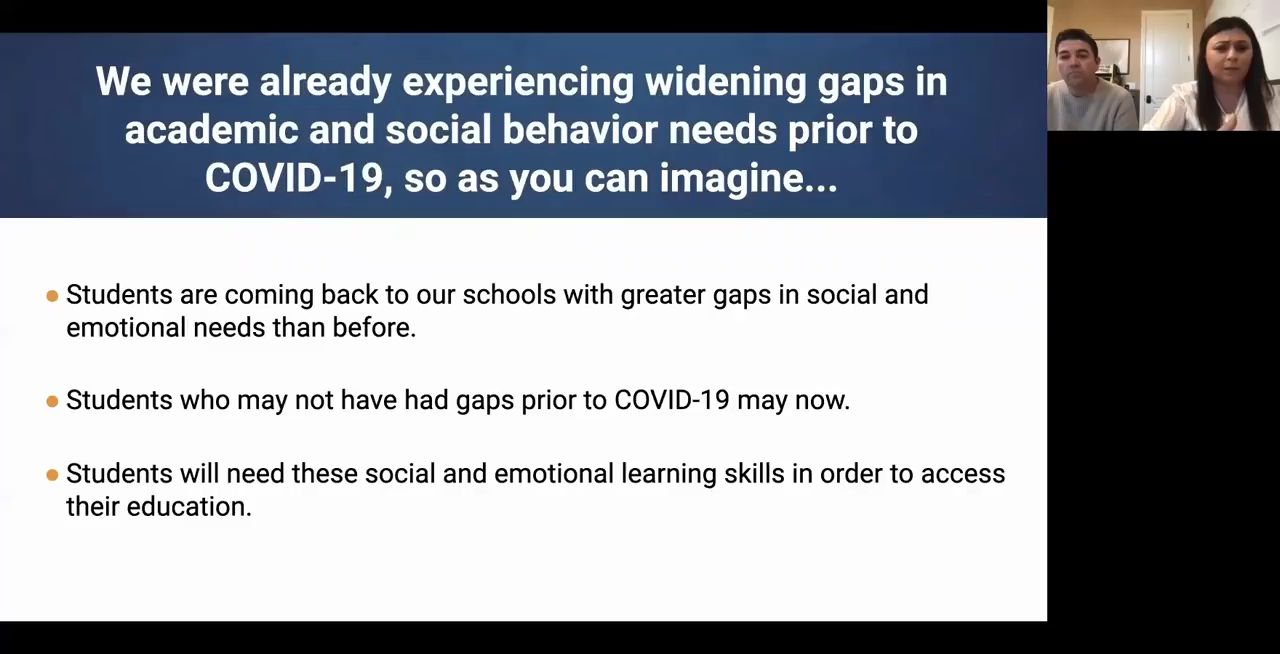 We were already experiencing widening gaps in
academic and social behavior needs prior to
COVID-19, so as you can imagine...
● Students are coming back to our schools with greater gaps in social and
emotional needs than before.
● Students who may not have had gaps prior to COVID-19 may now.
● Students will need these social and emotional learning skills in order to access
their education.